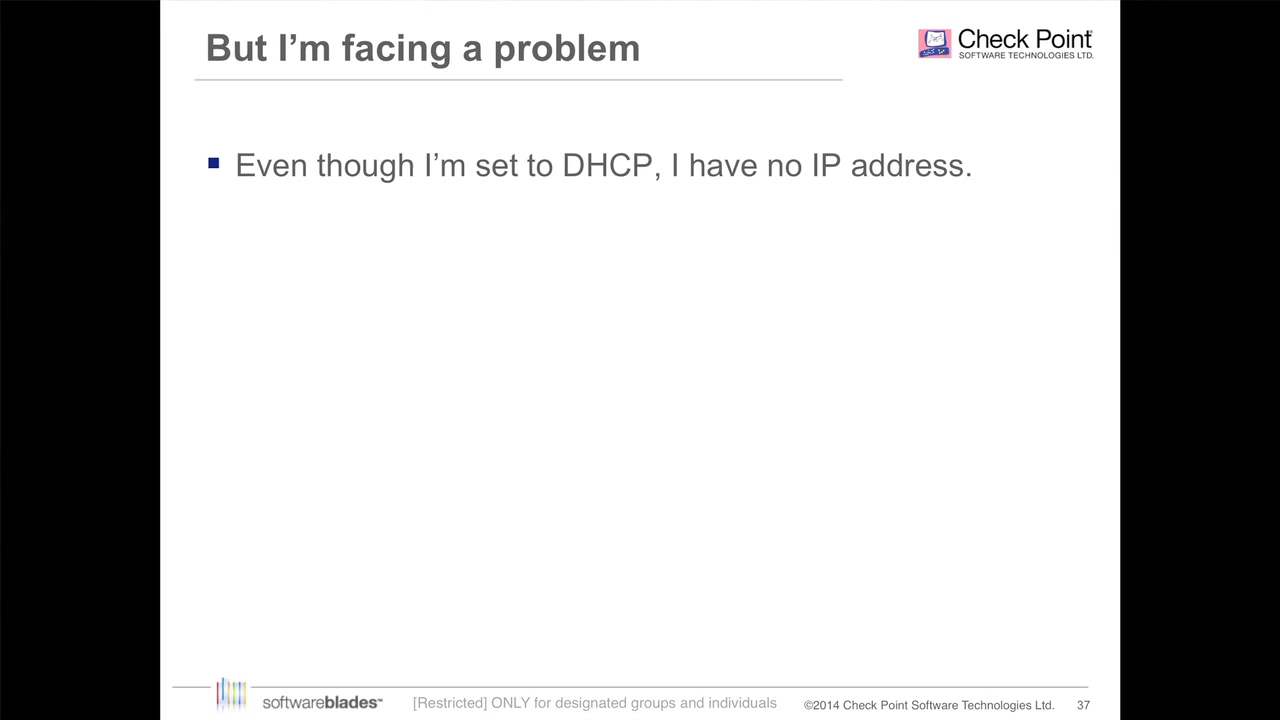 But I’m facing a problem
Check Point
SOFTWARE TECHNOLOGIES LTD.
▪ Even though I’m set to DHCP, I have no IP address.
softwareblades™
[Restricted] ONLY for designated groups and individuals
©2014 Check Point Software Technologies Ltd.
37